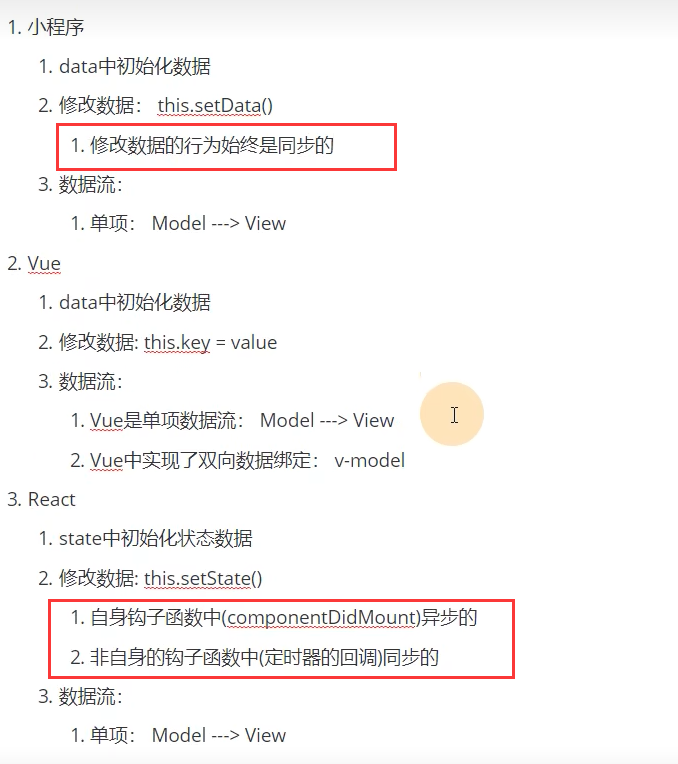 1. 小程序
1. data中初始化数据
2. 修改数据： this.setData()
1. 修改数据的行为始终是同步的
3. 数据流：
1. 单项： Model ---> View
2. Vue
1. data中初始化数据
2. 修改数据: this.key = value
3. 数据流：
1. Vue是单项数据流： Model ---> View
2. Vue中实现了双向数据绑定： v-model
3. React
1. state中初始化状态数据
2. 修改数据: this.setState()
1. 自身钩子函数中(componentDidMount)异步的
2. 非自身的钩子函数中(定时器的回调)同步的
3. 数据流：
1. 单项： Model ---> View